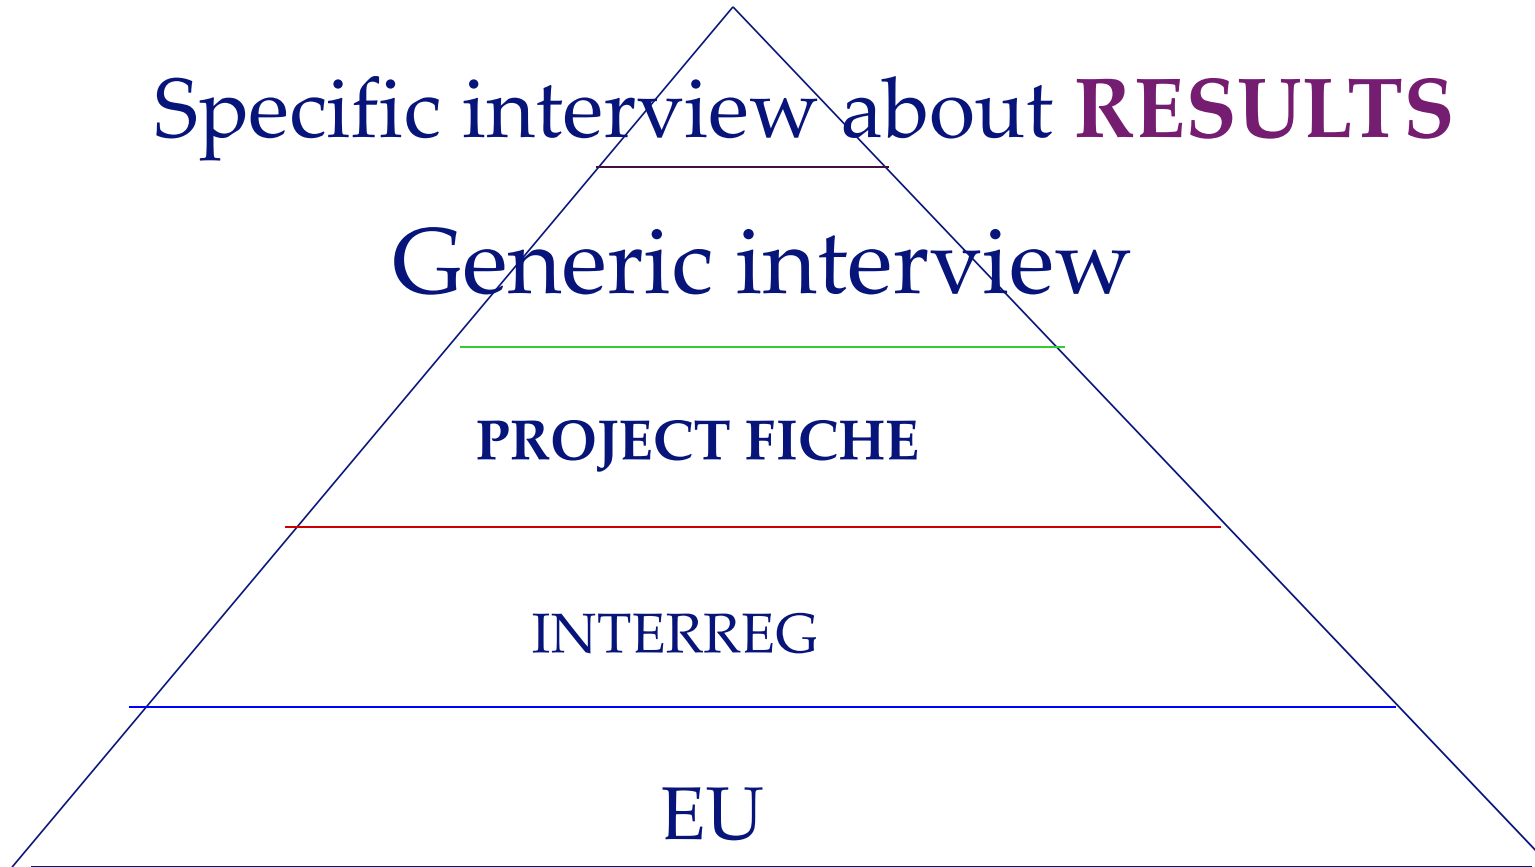 Specific interview about RESULTS
Generic interview
PROJECT FICHE
INTERREG
EU